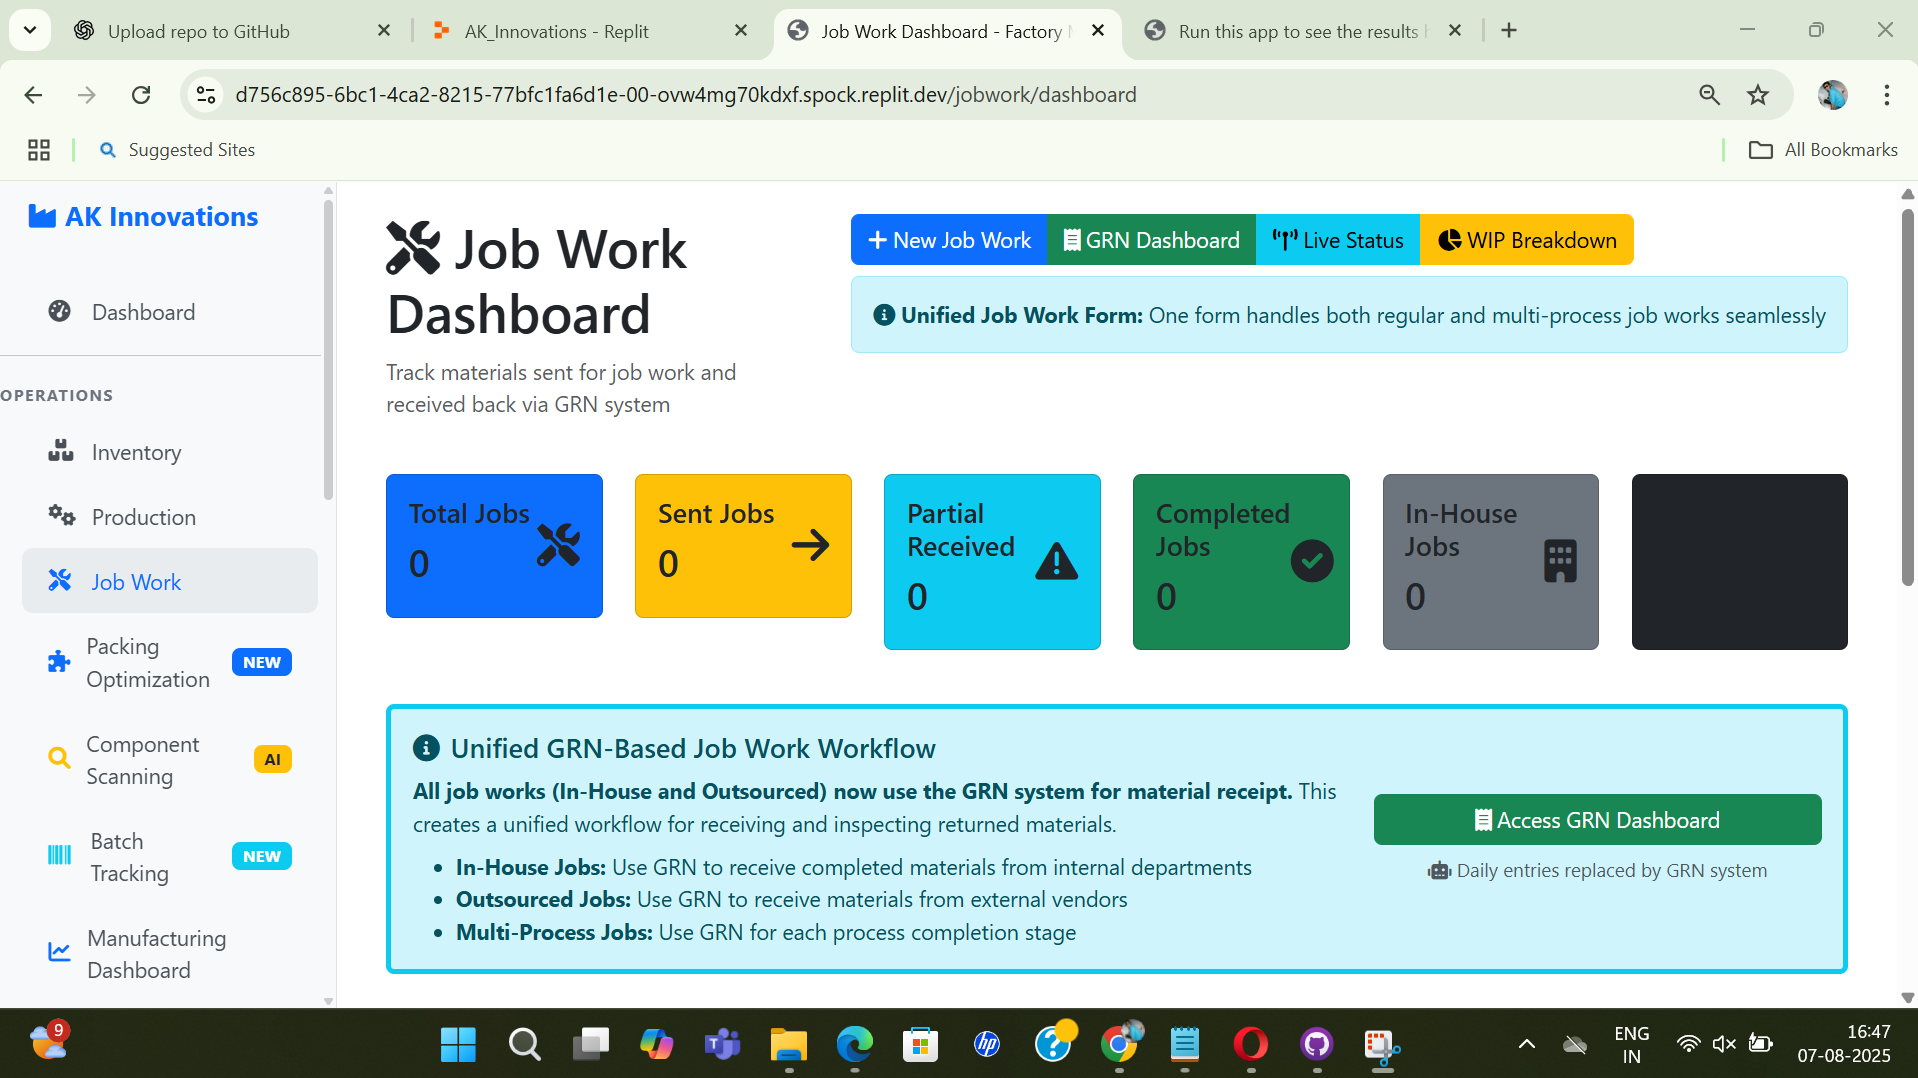 Upload repo to GitHub
AK_Innovations - Replit
Job Work Dashboard - Factory
Run this app to see the results
d756c895-6bc1-4ca2-8215-77bfc1fa6d1e-00-ovw4mg70kdxf.spock.replit.dev/jobwork/dashboard
Suggested Sites
All Bookmarks
AK Innovations
Dashboard
OPERATIONS
Inventory
Production
Job Work
Packing
Optimization
NEW
Component
Scanning
AI
Batch
Tracking
NEW
Manufacturing
Dashboard
Job Work
Dashboard
Track materials sent for job work and
received back via GRN system
New Job Work
GRN Dashboard
Live Status
WIP Breakdown
Unified Job Work Form: One form handles both regular and multi-process job works seamlessly
Total Jobs
0
Sent Jobs
0
Partial
Received
0
Completed
Jobs
0
In-House
Jobs
0
Unified GRN-Based Job Work Workflow
All job works (In-House and Outsourced) now use the GRN system for material receipt. This
creates a unified workflow for receiving and inspecting returned materials.
• In-House Jobs: Use GRN to receive completed materials from internal departments
• Outsourced Jobs: Use GRN to receive materials from external vendors
• Multi-Process Jobs: Use GRN for each process completion stage
Access GRN Dashboard
Daily entries replaced by GRN system
9
hp
ENG
IN
16:47
07-08-2025